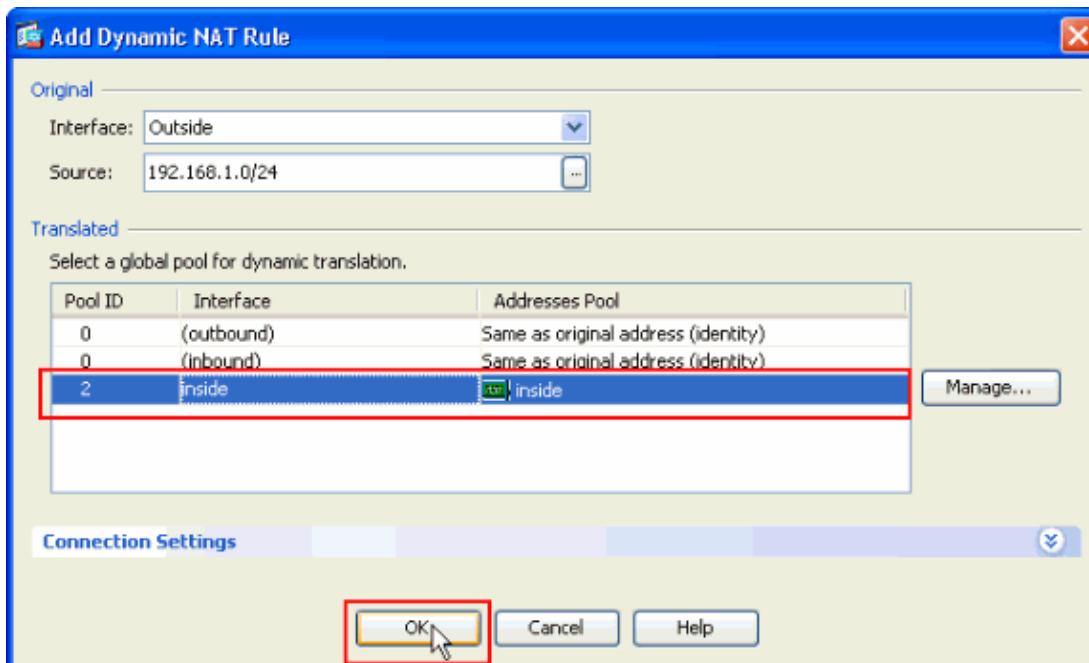 Add Dynamic NAT Rule
Original
Interface: Outside
Source: 192.168.1.0/24 ...
Translated
Select a global pool for dynamic translation.
Pool ID Interface Addresses Pool
0 (outbound) Same as original address (identity)
0 (inbound) Same as original address (identity)
2 inside inside
Manage...
Connection Settings
OK Cancel Help